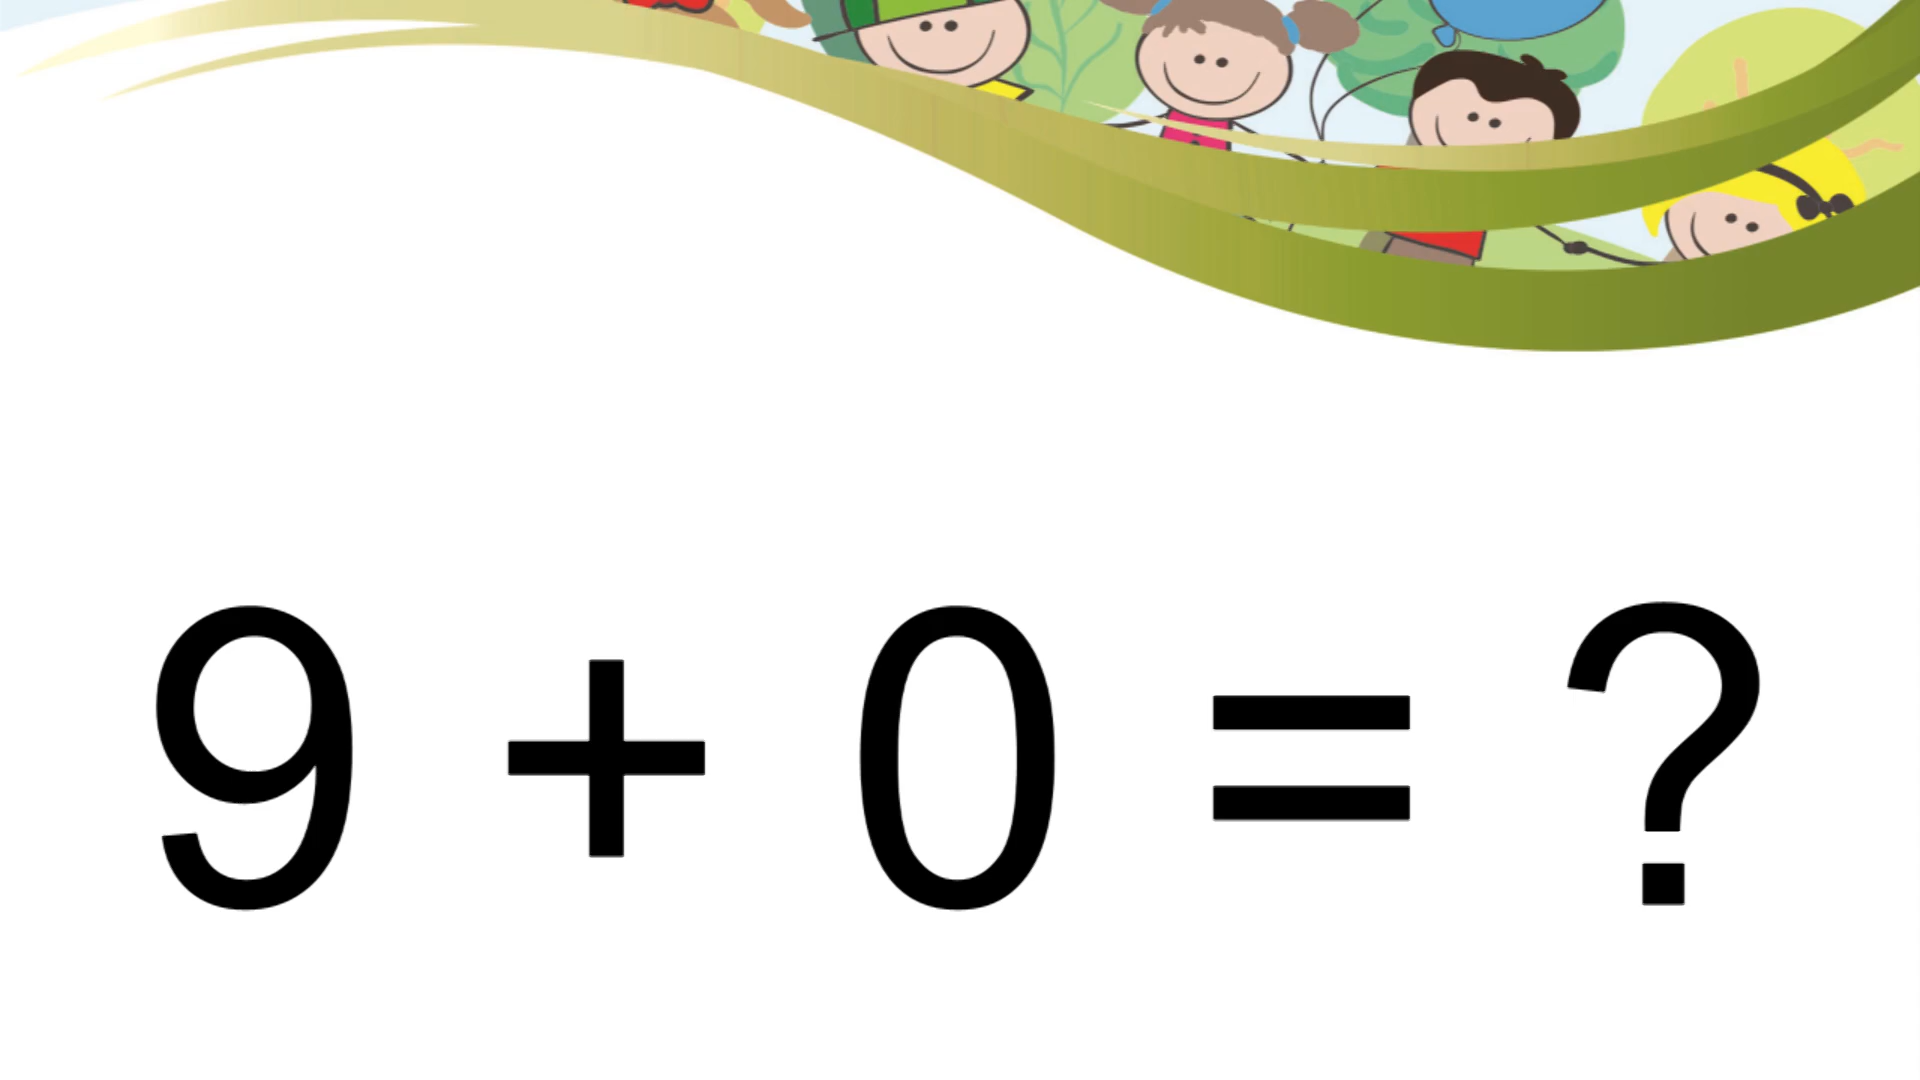 9 + 0 = ?